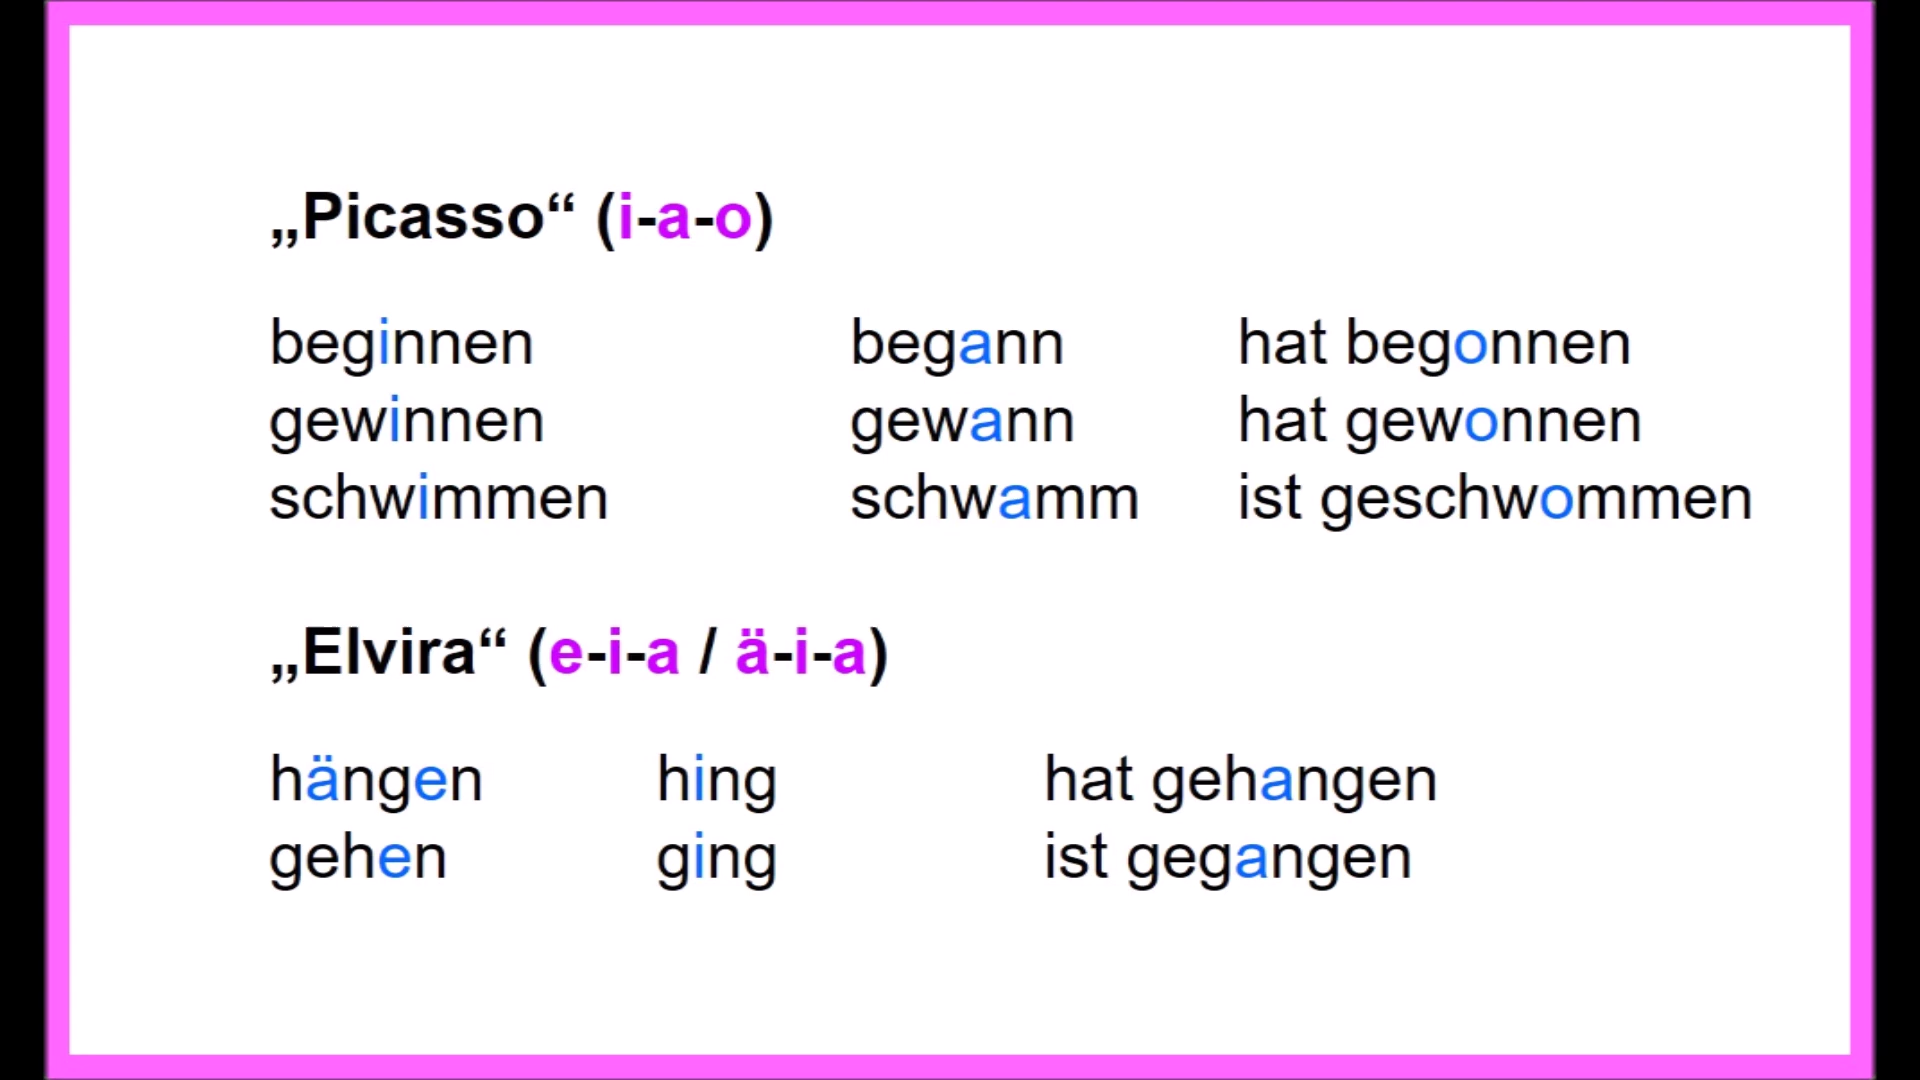 „Picasso“ (i-a-o)
beginnen begann hat begonnen
gewinnen gewann hat gewonnen
schwimmen schwamm ist geschwommen
„Elvira“ (e-i-a / ä-i-a)
hängen hing hat gehangen
gehen ging ist gegangen